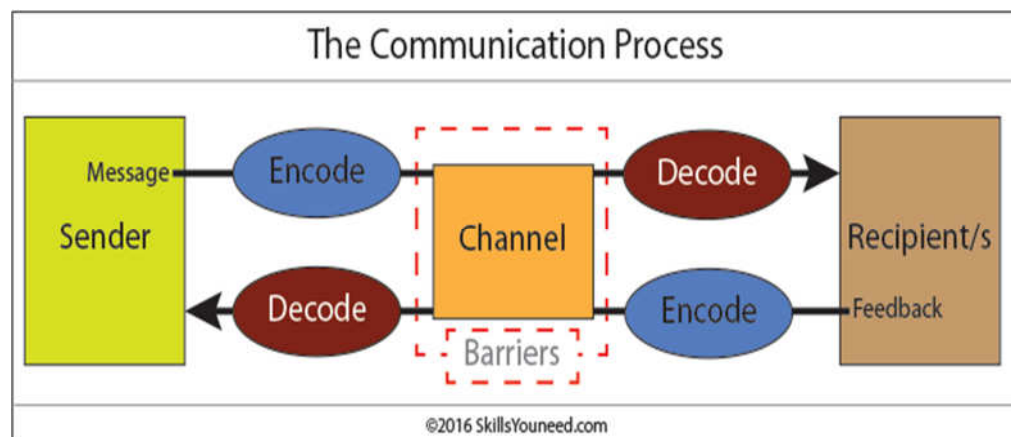 The Communication Process
Message
Encode
Decode
Sender
Channel
Recipient/s
Decode
Encode
Feedback
Barriers
©2016 SkillsYouneed.com